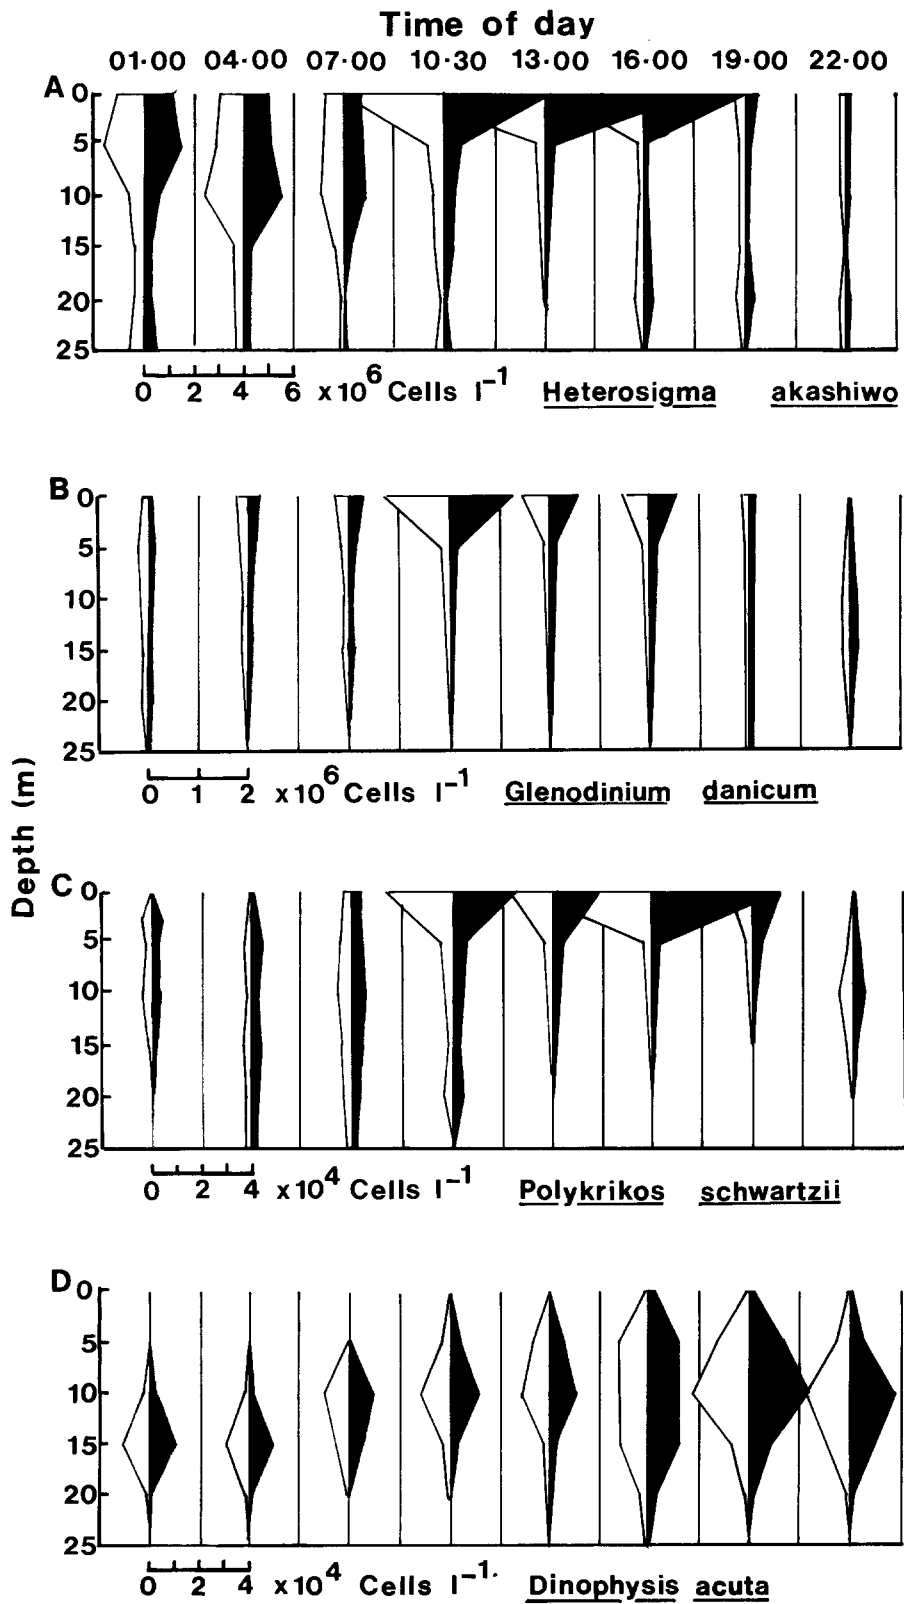 Time of day
01·00 04·00 07·00 10·30 13·00 16·00 19·00 22·00
A
0
5
10
15
20
25
0 2 4 6 x10⁶ Cells l⁻¹ Heterosigma akashiwo
B
0
5
10
15
20
25
0 1 2 x10⁶ Cells l⁻¹ Glenodinium danicum
Depth (m)
C
0
5
10
15
20
25
0 2 4 x10⁴ Cells l⁻¹ Polykrikos schwartzii
D
0
5
10
15
20
25
0 2 4 x10⁴ Cells l⁻¹· Dinophysis acuta